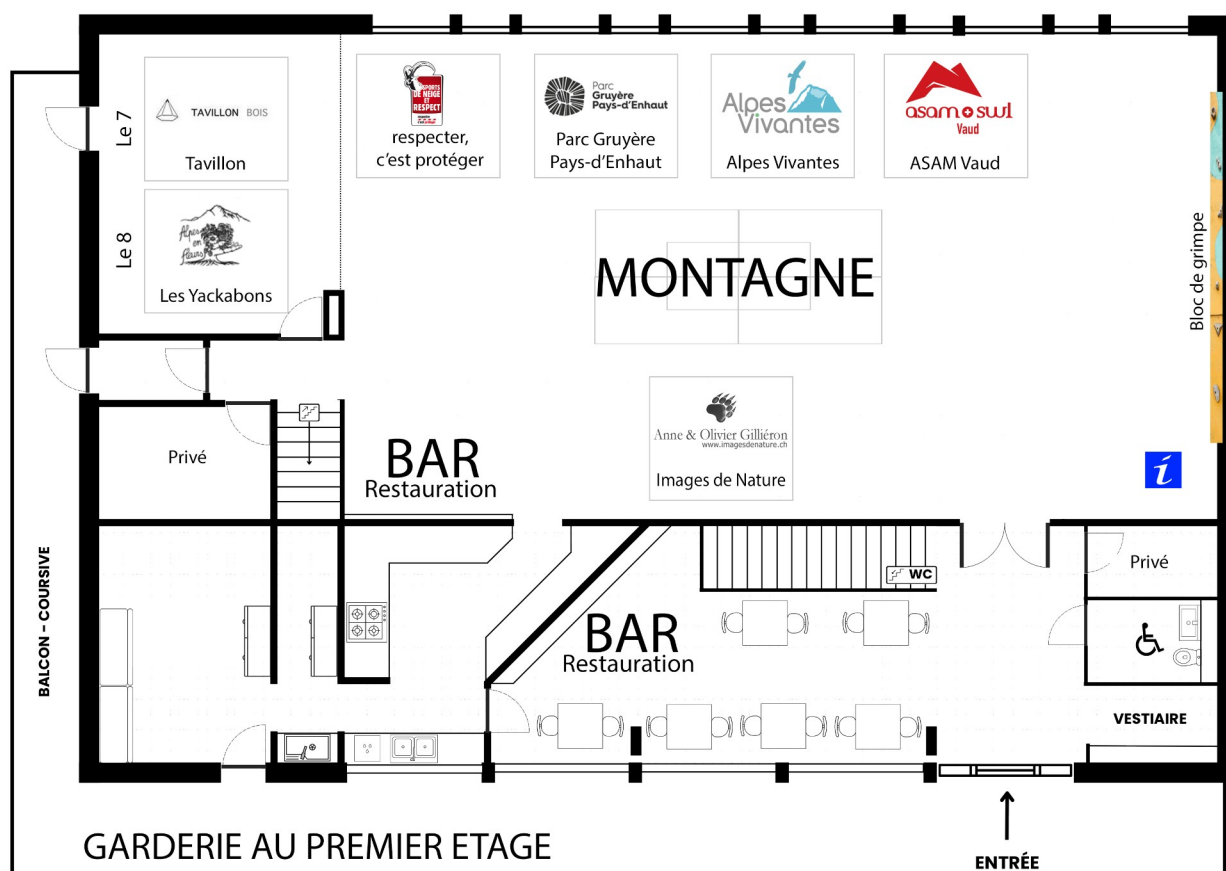 Le 7
TAVILLON BOIS
Tavillon
Le 8
Alpes
en
fleurs
Les Yackabons
SPORTS
DE NEIGE
ET
RESPECT
respecter,
c'est protéger
Parc
Gruyère
Pays-d'Enhaut
Parc Gruyère
Pays-d'Enhaut
Alpes
Vivantes
Alpes Vivantes
asam swl
Vaud
ASAM Vaud
MONTAGNE
Bloc de grimpe
Anne & Olivier Gilliéron
www.imagesdenature.ch
Images de Nature
Privé
BAR
Restauration
i
BALCON – COURSIVE
WC
Privé
BAR
Restauration
VESTIAIRE
GARDERIE AU PREMIER ETAGE
ENTRÉE